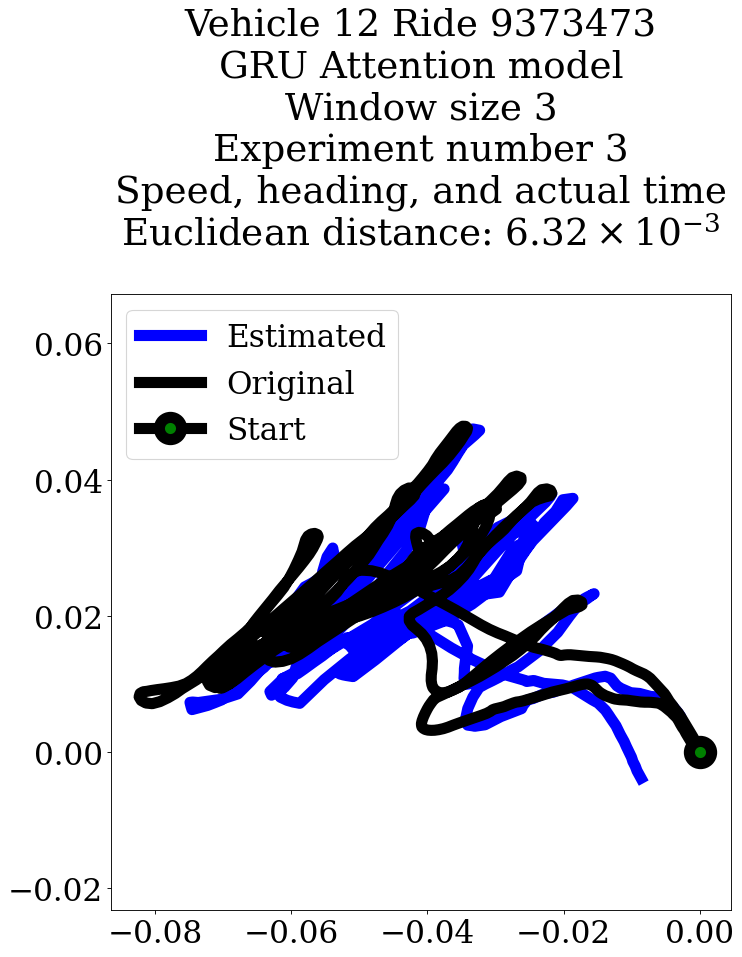 Vehicle 12 Ride 9373473
GRU Attention model
Window size 3
Experiment number 3
Speed, heading, and actual time
Euclidean distance: 6.32 × 10⁻³
Estimated
Original
Start
0.06
0.04
0.02
0.00
−0.02
−0.08 −0.06 −0.04 −0.02 0.00